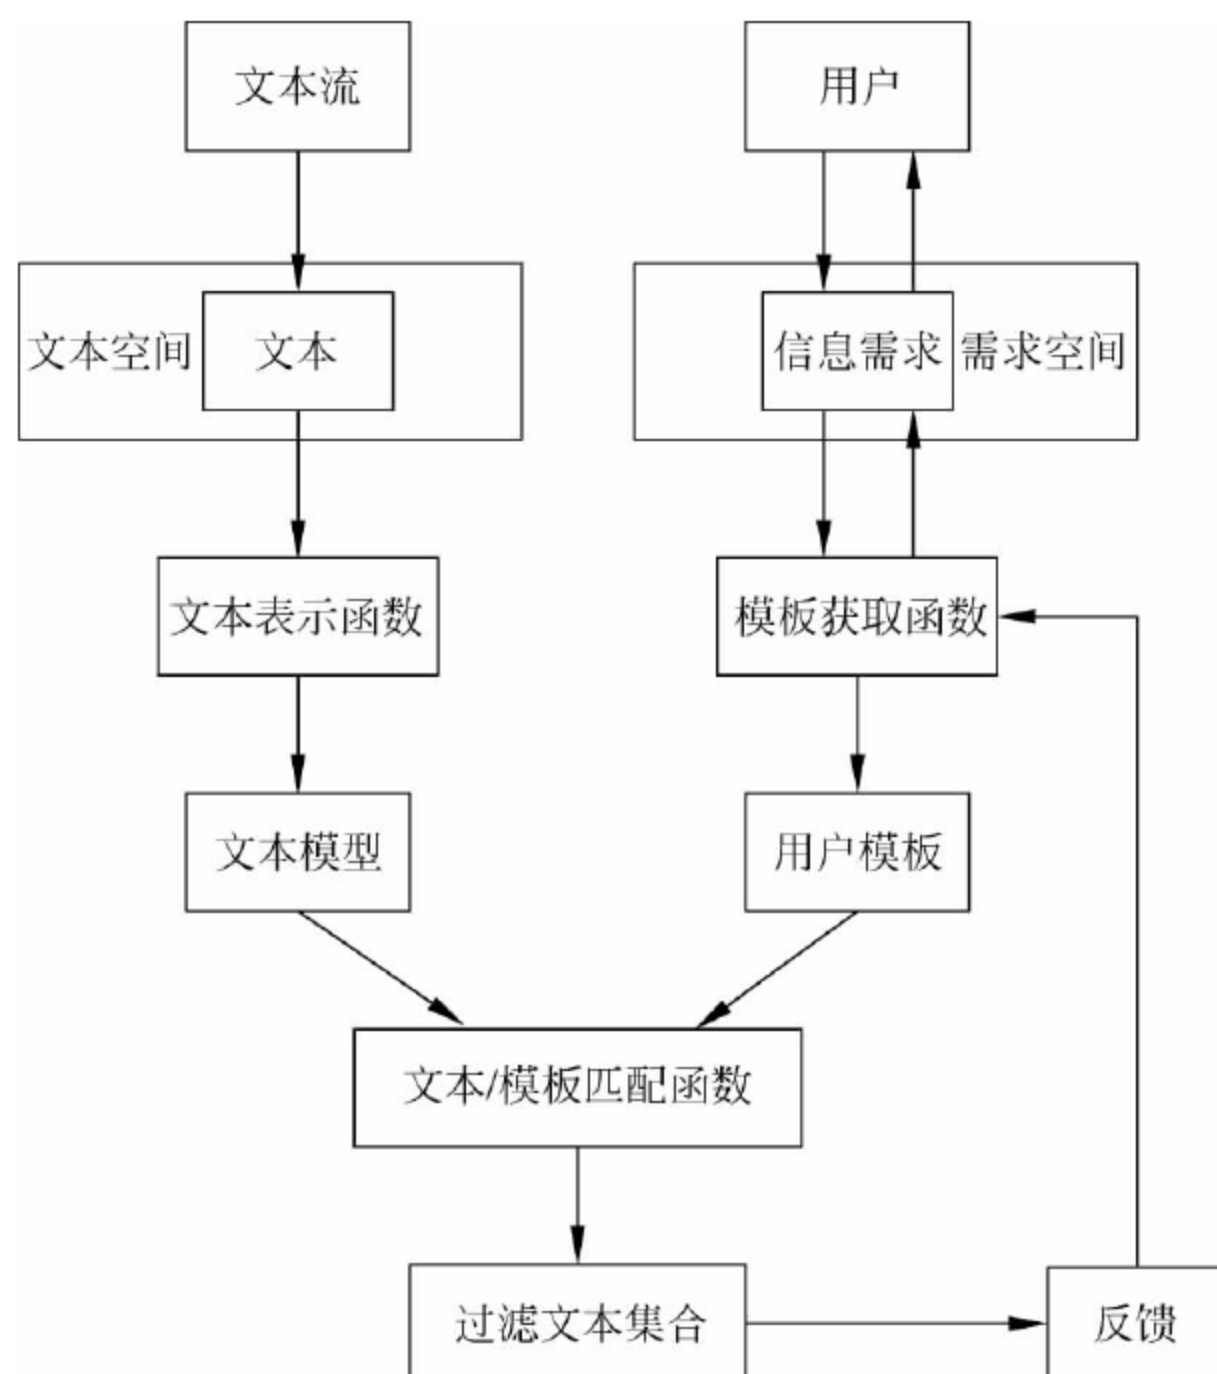 文本流
用户
文本空间
文本
信息需求
需求空间
文本表示函数
模板获取函数
文本模型
用户模板
文本/模板匹配函数
过滤文本集合
反馈